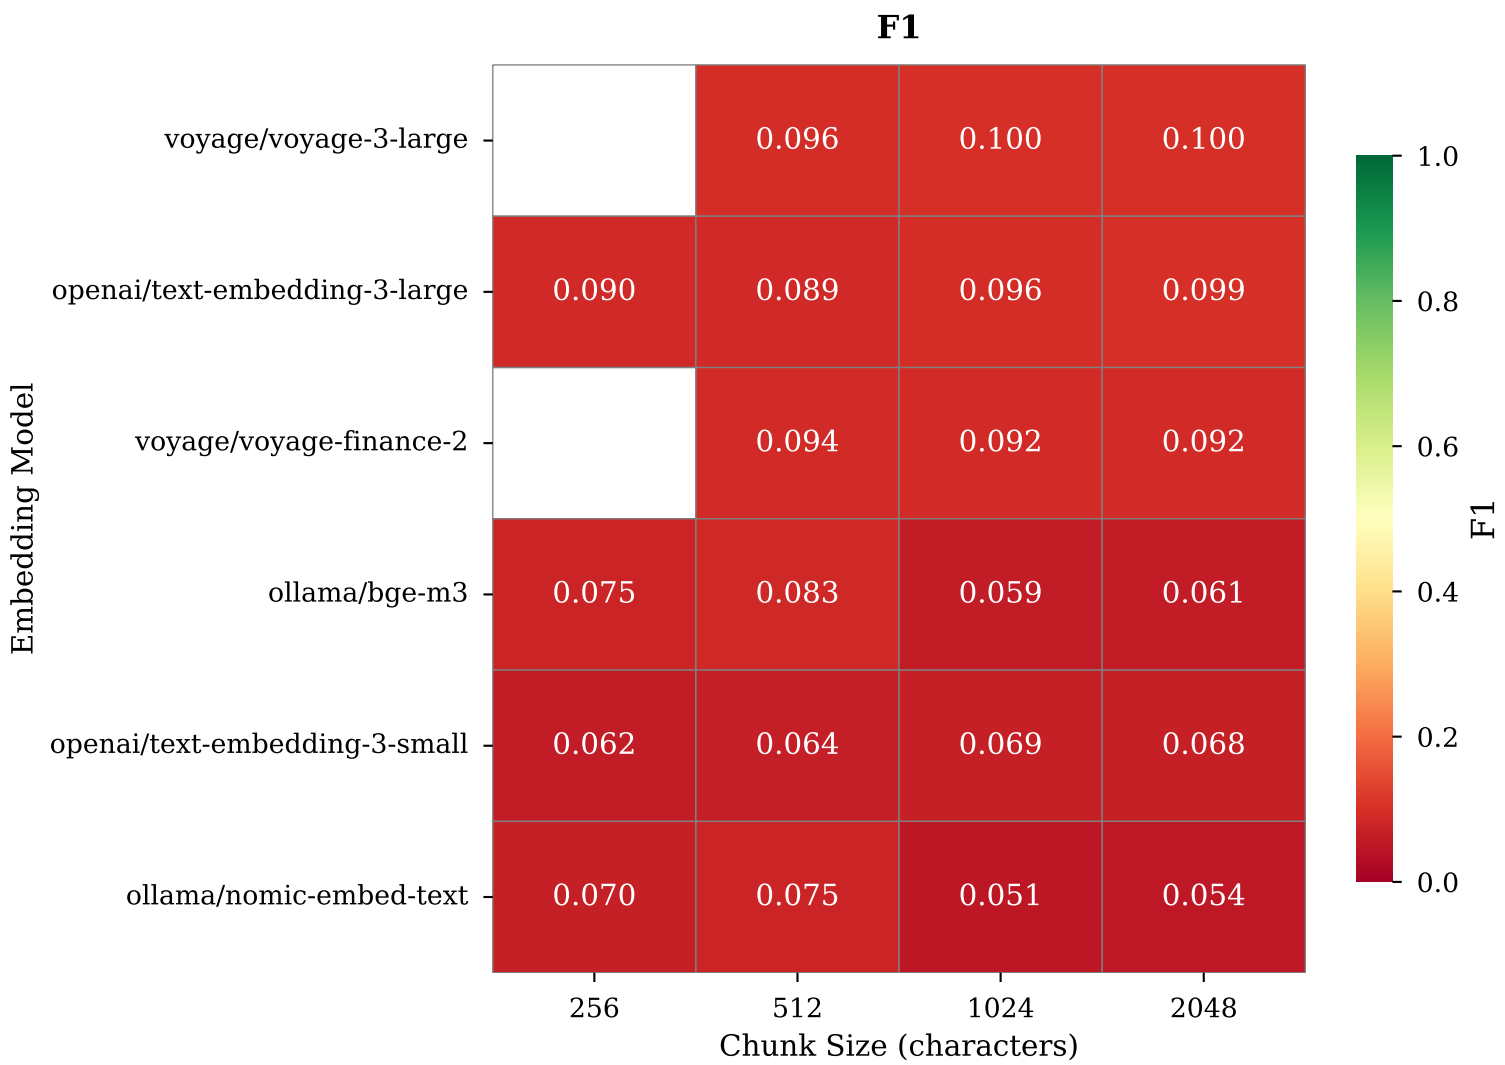 F1
voyage/voyage-3-large
0.096 0.100 0.100
openai/text-embedding-3-large
0.090 0.089 0.096 0.099
voyage/voyage-finance-2
0.094 0.092 0.092
ollama/bge-m3
0.075 0.083 0.059 0.061
openai/text-embedding-3-small
0.062 0.064 0.069 0.068
ollama/nomic-embed-text
0.070 0.075 0.051 0.054
256 512 1024 2048
Chunk Size (characters)
Embedding Model
1.0
0.8
0.6
0.4
0.2
0.0
F1